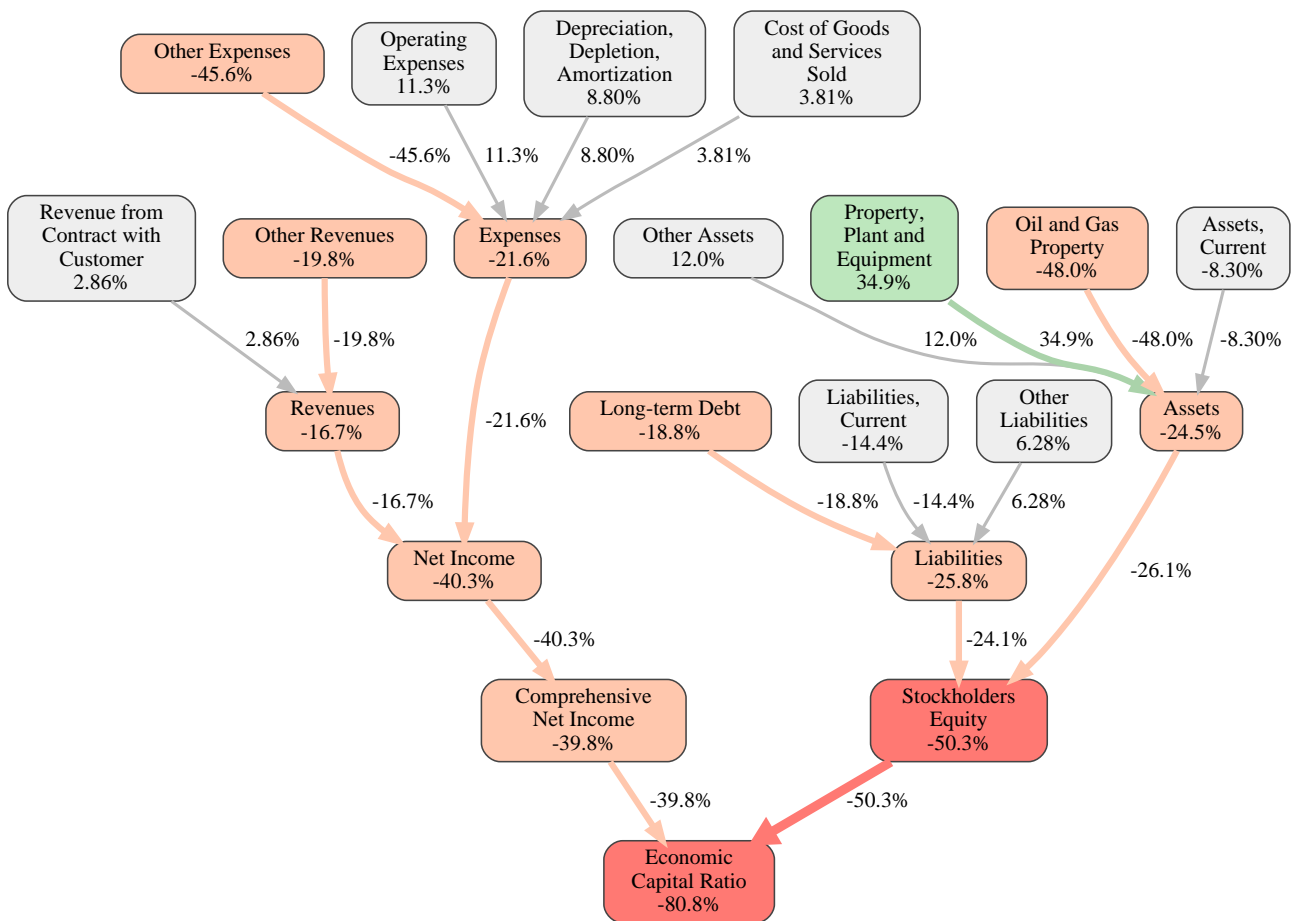 Other Expenses
-45.6%
Operating
Expenses
11.3%
Depreciation,
Depletion,
Amortization
8.80%
Cost of Goods
and Services
Sold
3.81%
-45.6%
11.3%
8.80%
3.81%
Revenue from
Contract with
Customer
2.86%
Other Revenues
-19.8%
Expenses
-21.6%
Other Assets
12.0%
Property,
Plant and
Equipment
34.9%
Oil and Gas
Property
-48.0%
Assets,
Current
-8.30%
2.86%
-19.8%
12.0%
34.9%
-48.0%
-8.30%
Revenues
-16.7%
-21.6%
Long-term Debt
-18.8%
Liabilities,
Current
-14.4%
Other
Liabilities
6.28%
Assets
-24.5%
-16.7%
-18.8%
-14.4%
6.28%
Net Income
-40.3%
Liabilities
-25.8%
-26.1%
-40.3%
-24.1%
Comprehensive
Net Income
-39.8%
Stockholders
Equity
-50.3%
-39.8%
-50.3%
Economic
Capital Ratio
-80.8%